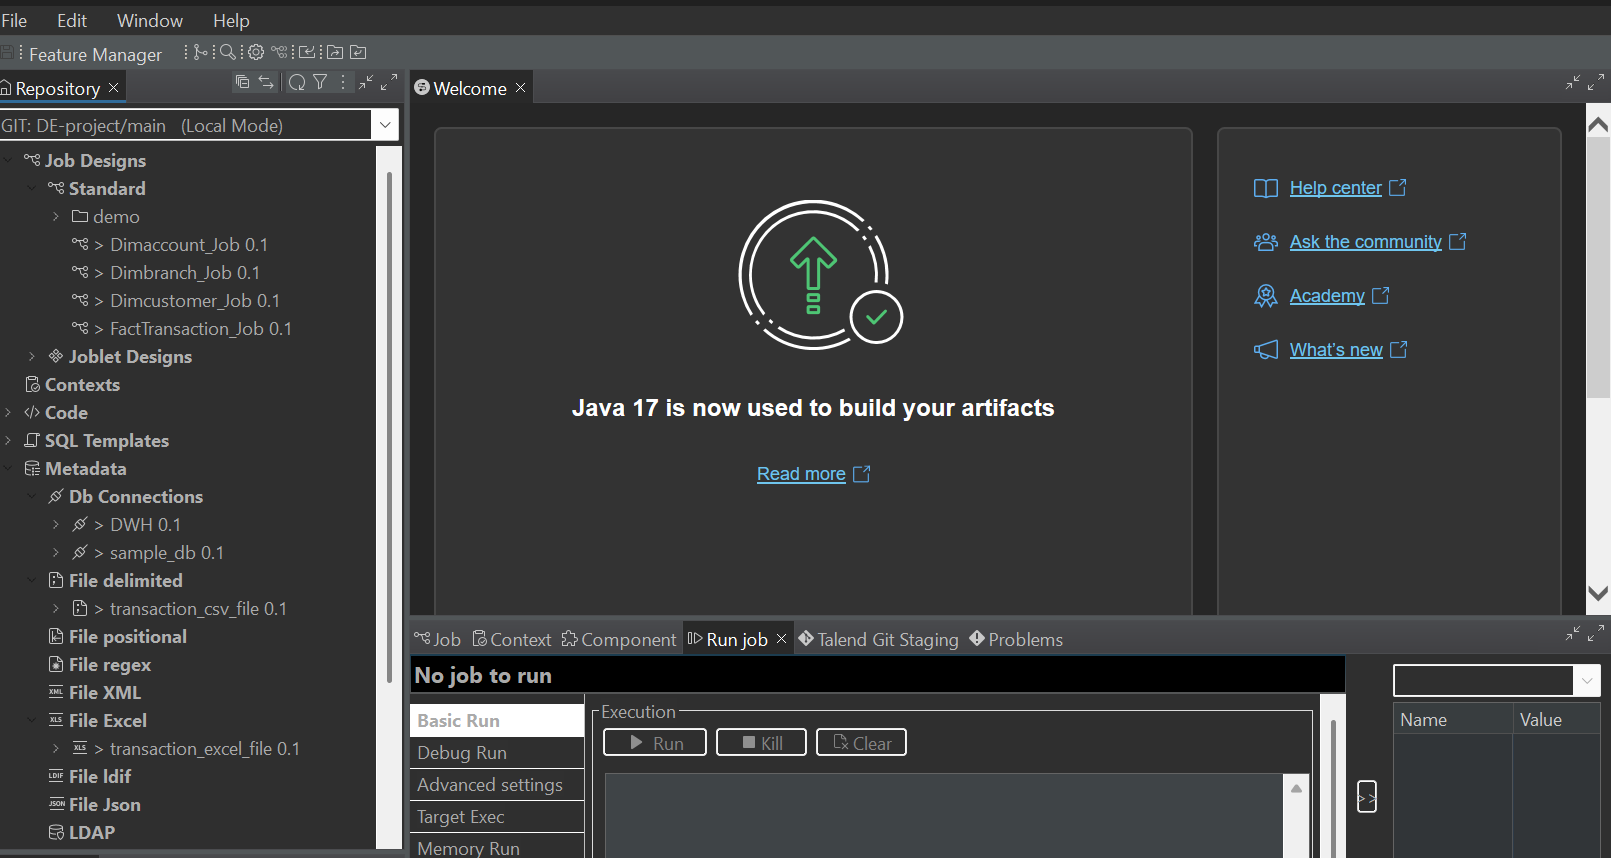 File Edit Window Help
Feature Manager
Repository
GIT: DE-project/main (Local Mode)
Job Designs
Standard
demo
> Dimaccount_Job 0.1
> Dimbranch_Job 0.1
> Dimcustomer_Job 0.1
> FactTransaction_Job 0.1
Joblet Designs
Contexts
Code
SQL Templates
Metadata
Db Connections
> DWH 0.1
> sample_db 0.1
File delimited
> transaction_csv_file 0.1
File positional
File regex
XML File XML
XLS File Excel
XLS > transaction_excel_file 0.1
LDIF File ldif
JSON File Json
LDAP
Welcome
Java 17 is now used to build your artifacts
Read more
Help center
Ask the community
Academy
What's new
Job Context Component Run job Talend Git Staging Problems
No job to run
Basic Run
Debug Run
Advanced settings
Target Exec
Memory Run
Execution
Run Kill Clear
>>
Name Value